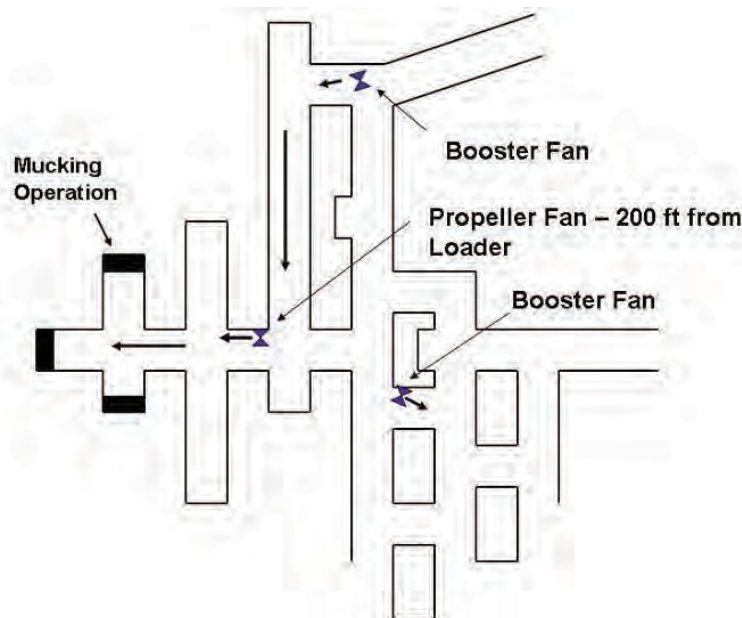 Booster Fan
Mucking
Operation
Propeller Fan – 200 ft from
Loader
Booster Fan